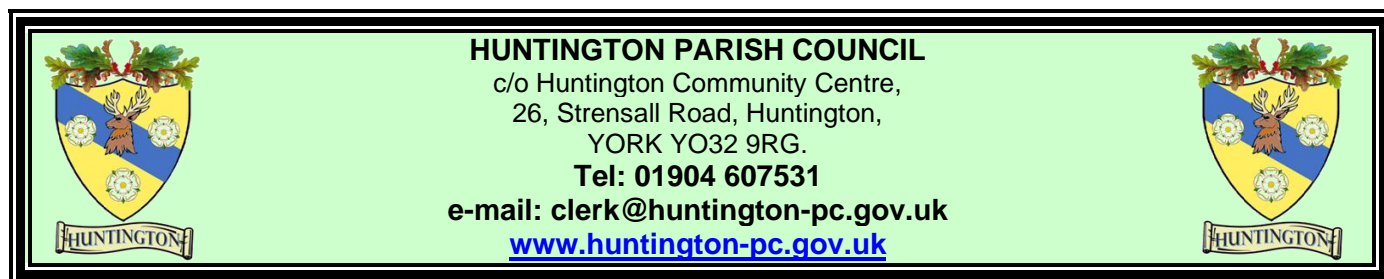 HUNTINGTON PARISH COUNCIL
c/o Huntington Community Centre,
26, Strensall Road, Huntington,
YORK YO32 9RG.
Tel: 01904 607531
e-mail: clerk@huntington-pc.gov.uk
www.huntington-pc.gov.uk
HUNTINGTON
HUNTINGTON